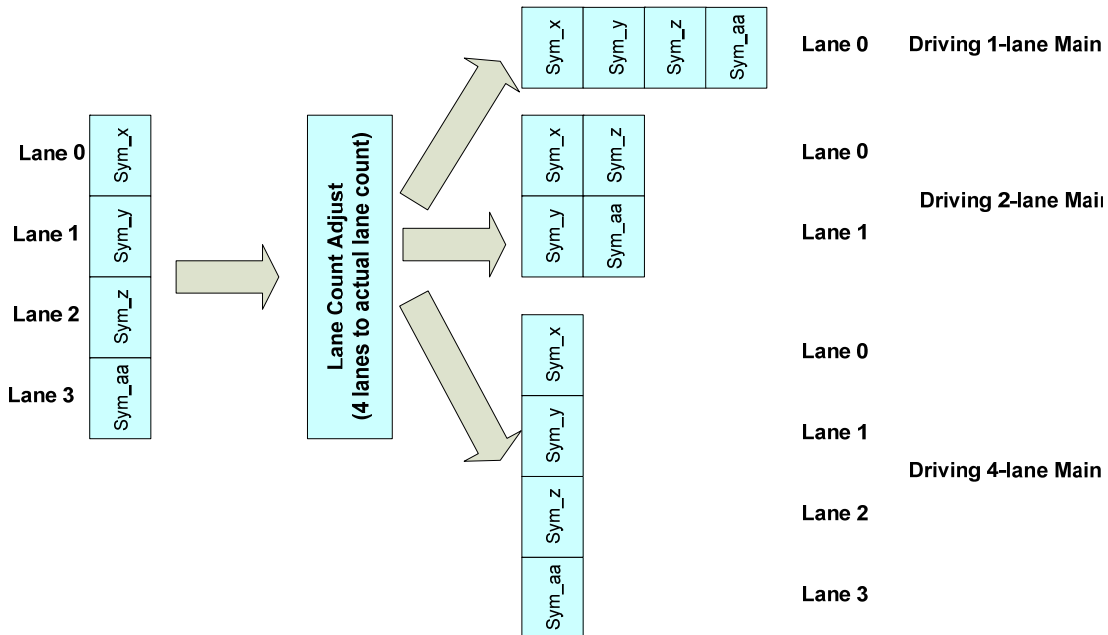 Lane 0
Lane 1
Lane 2
Lane 3
Sym_x
Sym_y
Sym_z
Sym_aa
Lane Count Adjust
(4 lanes to actual lane count)
Sym_x Sym_y Sym_z Sym_aa
Lane 0
Driving 1-lane Main
Sym_x Sym_z
Lane 0
Sym_y Sym_aa
Lane 1
Driving 2-lane Mai
Sym_x
Lane 0
Sym_y
Lane 1
Driving 4-lane Main
Sym_z
Lane 2
Sym_aa
Lane 3